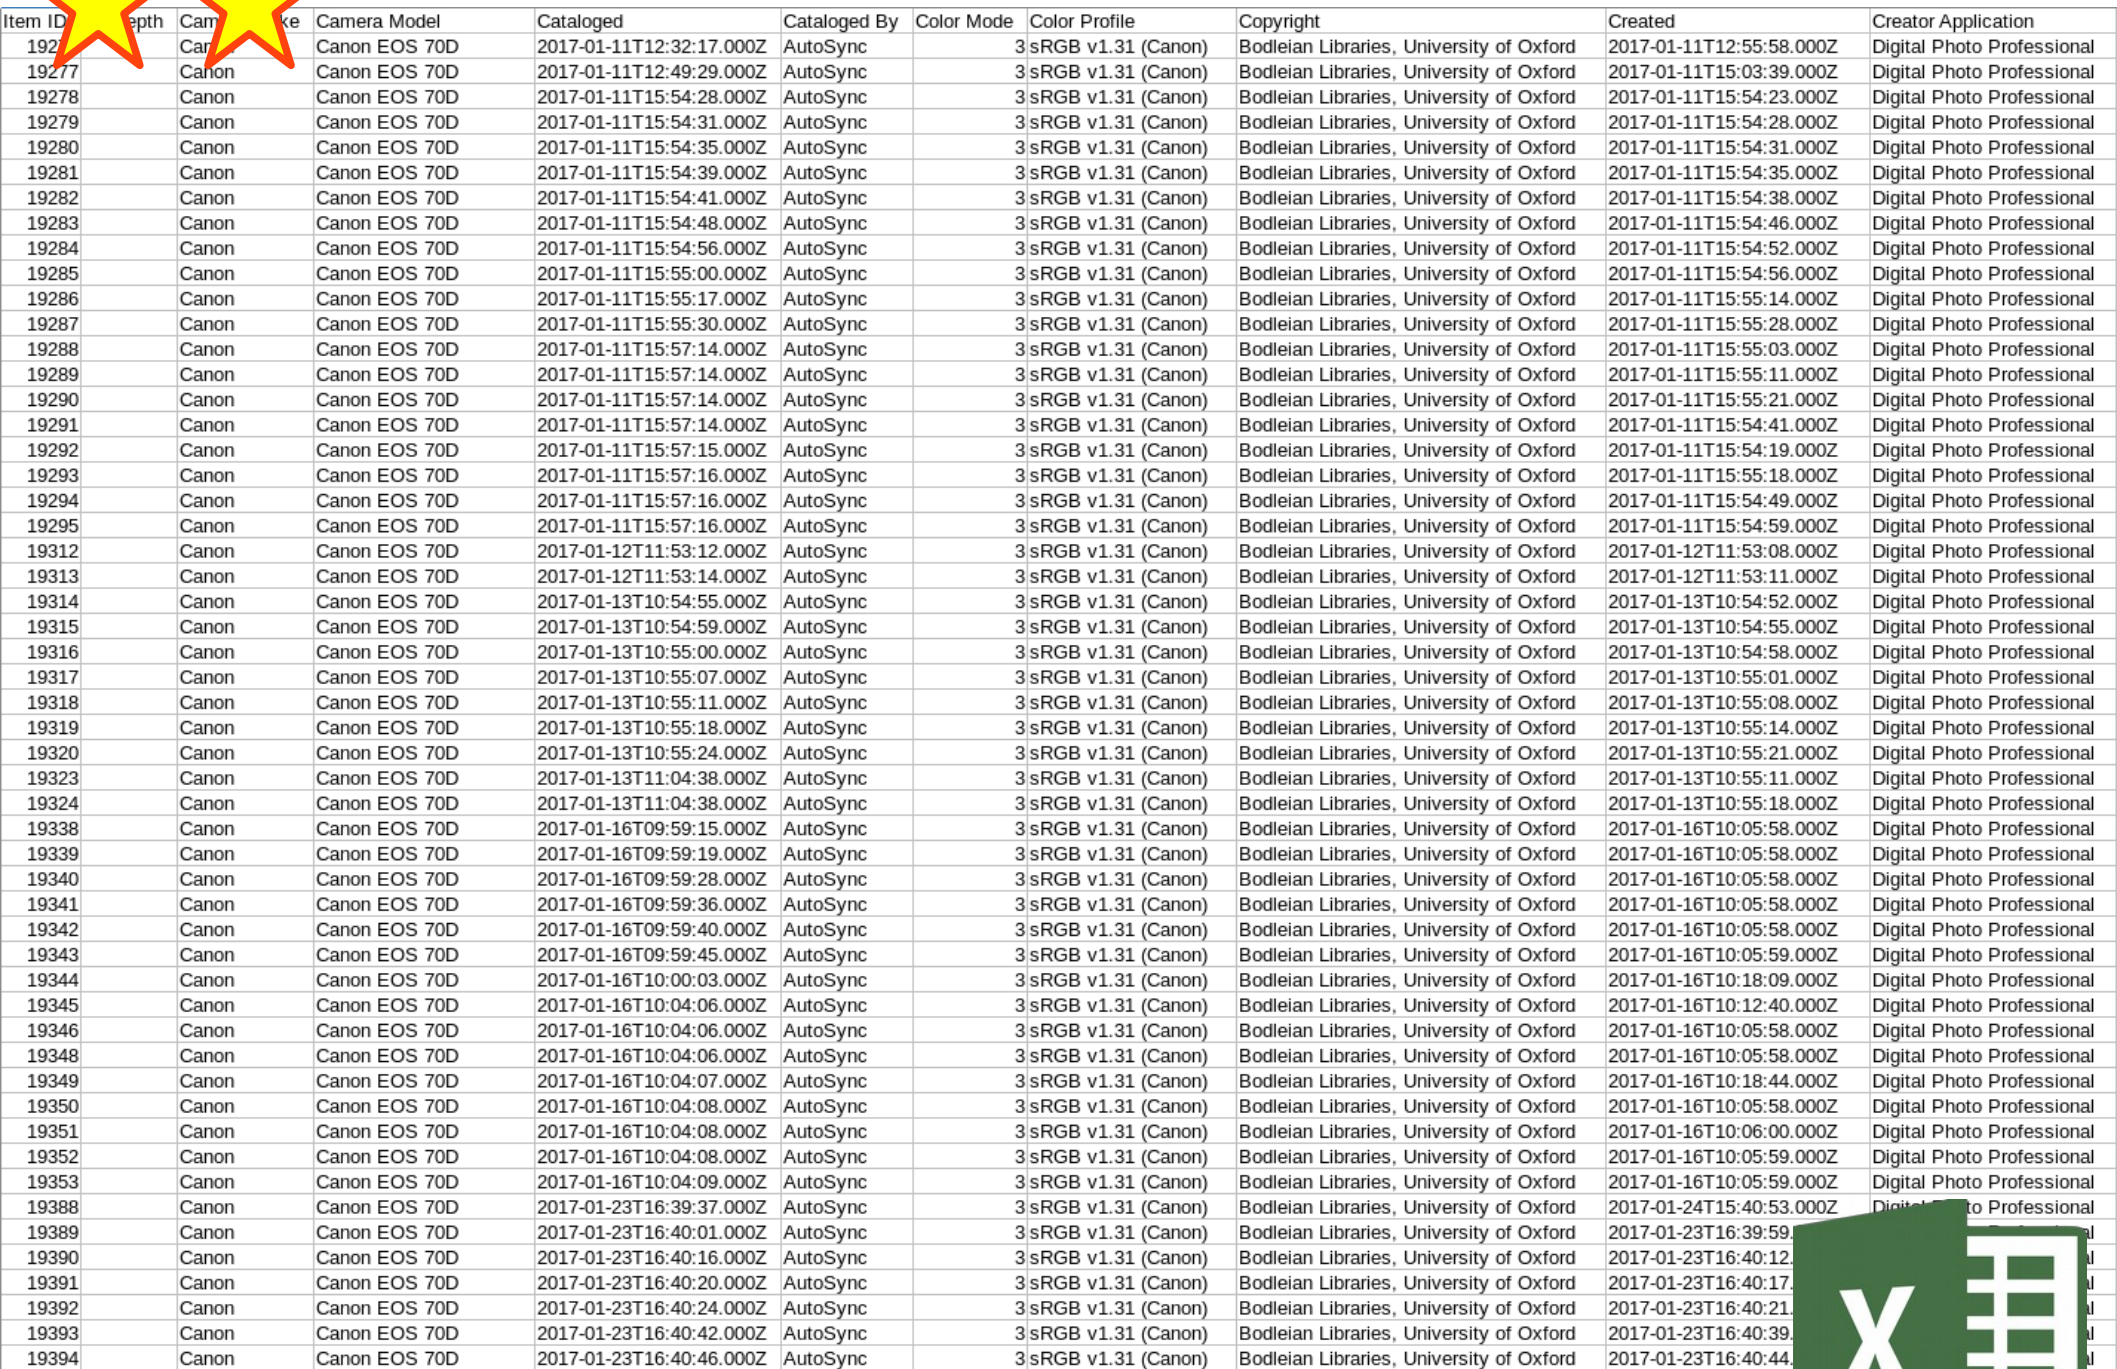 Item ID epth Cam ke Camera Model Cataloged Cataloged By Color Mode Color Profile Copyright Created Creator Application
Canon EOS 70D 2017-01-11T12:32:17.000Z AutoSync 3 sRGB v1.31 (Canon) Bodleian Libraries, University of Oxford 2017-01-11T12:55:58.000Z Digital Photo Professional
19277 Canon Canon EOS 70D 2017-01-11T12:49:29.000Z AutoSync 3 sRGB v1.31 (Canon) Bodleian Libraries, University of Oxford 2017-01-11T15:03:39.000Z Digital Photo Professional
19278 Canon Canon EOS 70D 2017-01-11T15:54:28.000Z AutoSync 3 sRGB v1.31 (Canon) Bodleian Libraries, University of Oxford 2017-01-11T15:54:23.000Z Digital Photo Professional
19279 Canon Canon EOS 70D 2017-01-11T15:54:31.000Z AutoSync 3 sRGB v1.31 (Canon) Bodleian Libraries, University of Oxford 2017-01-11T15:54:28.000Z Digital Photo Professional
19280 Canon Canon EOS 70D 2017-01-11T15:54:35.000Z AutoSync 3 sRGB v1.31 (Canon) Bodleian Libraries, University of Oxford 2017-01-11T15:54:31.000Z Digital Photo Professional
19281 Canon Canon EOS 70D 2017-01-11T15:54:39.000Z AutoSync 3 sRGB v1.31 (Canon) Bodleian Libraries, University of Oxford 2017-01-11T15:54:35.000Z Digital Photo Professional
19282 Canon Canon EOS 70D 2017-01-11T15:54:41.000Z AutoSync 3 sRGB v1.31 (Canon) Bodleian Libraries, University of Oxford 2017-01-11T15:54:38.000Z Digital Photo Professional
19283 Canon Canon EOS 70D 2017-01-11T15:54:48.000Z AutoSync 3 sRGB v1.31 (Canon) Bodleian Libraries, University of Oxford 2017-01-11T15:54:46.000Z Digital Photo Professional
19284 Canon Canon EOS 70D 2017-01-11T15:54:56.000Z AutoSync 3 sRGB v1.31 (Canon) Bodleian Libraries, University of Oxford 2017-01-11T15:54:52.000Z Digital Photo Professional
19285 Canon Canon EOS 70D 2017-01-11T15:55:00.000Z AutoSync 3 sRGB v1.31 (Canon) Bodleian Libraries, University of Oxford 2017-01-11T15:54:56.000Z Digital Photo Professional
19286 Canon Canon EOS 70D 2017-01-11T15:55:17.000Z AutoSync 3 sRGB v1.31 (Canon) Bodleian Libraries, University of Oxford 2017-01-11T15:55:14.000Z Digital Photo Professional
19287 Canon Canon EOS 70D 2017-01-11T15:55:30.000Z AutoSync 3 sRGB v1.31 (Canon) Bodleian Libraries, University of Oxford 2017-01-11T15:55:28.000Z Digital Photo Professional
19288 Canon Canon EOS 70D 2017-01-11T15:57:14.000Z AutoSync 3 sRGB v1.31 (Canon) Bodleian Libraries, University of Oxford 2017-01-11T15:55:03.000Z Digital Photo Professional
19289 Canon Canon EOS 70D 2017-01-11T15:57:14.000Z AutoSync 3 sRGB v1.31 (Canon) Bodleian Libraries, University of Oxford 2017-01-11T15:55:11.000Z Digital Photo Professional
19290 Canon Canon EOS 70D 2017-01-11T15:57:14.000Z AutoSync 3 sRGB v1.31 (Canon) Bodleian Libraries, University of Oxford 2017-01-11T15:55:21.000Z Digital Photo Professional
19291 Canon Canon EOS 70D 2017-01-11T15:57:14.000Z AutoSync 3 sRGB v1.31 (Canon) Bodleian Libraries, University of Oxford 2017-01-11T15:54:41.000Z Digital Photo Professional
19292 Canon Canon EOS 70D 2017-01-11T15:57:15.000Z AutoSync 3 sRGB v1.31 (Canon) Bodleian Libraries, University of Oxford 2017-01-11T15:54:19.000Z Digital Photo Professional
19293 Canon Canon EOS 70D 2017-01-11T15:57:16.000Z AutoSync 3 sRGB v1.31 (Canon) Bodleian Libraries, University of Oxford 2017-01-11T15:55:18.000Z Digital Photo Professional
19294 Canon Canon EOS 70D 2017-01-11T15:57:16.000Z AutoSync 3 sRGB v1.31 (Canon) Bodleian Libraries, University of Oxford 2017-01-11T15:54:49.000Z Digital Photo Professional
19295 Canon Canon EOS 70D 2017-01-11T15:57:16.000Z AutoSync 3 sRGB v1.31 (Canon) Bodleian Libraries, University of Oxford 2017-01-11T15:54:59.000Z Digital Photo Professional
19312 Canon Canon EOS 70D 2017-01-12T11:53:12.000Z AutoSync 3 sRGB v1.31 (Canon) Bodleian Libraries, University of Oxford 2017-01-12T11:53:08.000Z Digital Photo Professional
19313 Canon Canon EOS 70D 2017-01-12T11:53:14.000Z AutoSync 3 sRGB v1.31 (Canon) Bodleian Libraries, University of Oxford 2017-01-12T11:53:11.000Z Digital Photo Professional
19314 Canon Canon EOS 70D 2017-01-13T10:54:55.000Z AutoSync 3 sRGB v1.31 (Canon) Bodleian Libraries, University of Oxford 2017-01-13T10:54:52.000Z Digital Photo Professional
19315 Canon Canon EOS 70D 2017-01-13T10:54:59.000Z AutoSync 3 sRGB v1.31 (Canon) Bodleian Libraries, University of Oxford 2017-01-13T10:54:55.000Z Digital Photo Professional
19316 Canon Canon EOS 70D 2017-01-13T10:55:00.000Z AutoSync 3 sRGB v1.31 (Canon) Bodleian Libraries, University of Oxford 2017-01-13T10:54:58.000Z Digital Photo Professional
19317 Canon Canon EOS 70D 2017-01-13T10:55:07.000Z AutoSync 3 sRGB v1.31 (Canon) Bodleian Libraries, University of Oxford 2017-01-13T10:55:01.000Z Digital Photo Professional
19318 Canon Canon EOS 70D 2017-01-13T10:55:11.000Z AutoSync 3 sRGB v1.31 (Canon) Bodleian Libraries, University of Oxford 2017-01-13T10:55:08.000Z Digital Photo Professional
19319 Canon Canon EOS 70D 2017-01-13T10:55:18.000Z AutoSync 3 sRGB v1.31 (Canon) Bodleian Libraries, University of Oxford 2017-01-13T10:55:14.000Z Digital Photo Professional
19320 Canon Canon EOS 70D 2017-01-13T10:55:24.000Z AutoSync 3 sRGB v1.31 (Canon) Bodleian Libraries, University of Oxford 2017-01-13T10:55:21.000Z Digital Photo Professional
19323 Canon Canon EOS 70D 2017-01-13T11:04:38.000Z AutoSync 3 sRGB v1.31 (Canon) Bodleian Libraries, University of Oxford 2017-01-13T10:55:11.000Z Digital Photo Professional
19324 Canon Canon EOS 70D 2017-01-13T11:04:38.000Z AutoSync 3 sRGB v1.31 (Canon) Bodleian Libraries, University of Oxford 2017-01-13T10:55:18.000Z Digital Photo Professional
19338 Canon Canon EOS 70D 2017-01-16T09:59:15.000Z AutoSync 3 sRGB v1.31 (Canon) Bodleian Libraries, University of Oxford 2017-01-16T10:05:58.000Z Digital Photo Professional
19339 Canon Canon EOS 70D 2017-01-16T09:59:19.000Z AutoSync 3 sRGB v1.31 (Canon) Bodleian Libraries, University of Oxford 2017-01-16T10:05:58.000Z Digital Photo Professional
19340 Canon Canon EOS 70D 2017-01-16T09:59:28.000Z AutoSync 3 sRGB v1.31 (Canon) Bodleian Libraries, University of Oxford 2017-01-16T10:05:58.000Z Digital Photo Professional
19341 Canon Canon EOS 70D 2017-01-16T09:59:36.000Z AutoSync 3 sRGB v1.31 (Canon) Bodleian Libraries, University of Oxford 2017-01-16T10:05:58.000Z Digital Photo Professional
19342 Canon Canon EOS 70D 2017-01-16T09:59:40.000Z AutoSync 3 sRGB v1.31 (Canon) Bodleian Libraries, University of Oxford 2017-01-16T10:05:58.000Z Digital Photo Professional
19343 Canon Canon EOS 70D 2017-01-16T09:59:45.000Z AutoSync 3 sRGB v1.31 (Canon) Bodleian Libraries, University of Oxford 2017-01-16T10:05:59.000Z Digital Photo Professional
19344 Canon Canon EOS 70D 2017-01-16T10:00:03.000Z AutoSync 3 sRGB v1.31 (Canon) Bodleian Libraries, University of Oxford 2017-01-16T10:18:09.000Z Digital Photo Professional
19345 Canon Canon EOS 70D 2017-01-16T10:04:06.000Z AutoSync 3 sRGB v1.31 (Canon) Bodleian Libraries, University of Oxford 2017-01-16T10:12:40.000Z Digital Photo Professional
19346 Canon Canon EOS 70D 2017-01-16T10:04:06.000Z AutoSync 3 sRGB v1.31 (Canon) Bodleian Libraries, University of Oxford 2017-01-16T10:05:58.000Z Digital Photo Professional
19348 Canon Canon EOS 70D 2017-01-16T10:04:06.000Z AutoSync 3 sRGB v1.31 (Canon) Bodleian Libraries, University of Oxford 2017-01-16T10:05:58.000Z Digital Photo Professional
19349 Canon Canon EOS 70D 2017-01-16T10:04:07.000Z AutoSync 3 sRGB v1.31 (Canon) Bodleian Libraries, University of Oxford 2017-01-16T10:18:44.000Z Digital Photo Professional
19350 Canon Canon EOS 70D 2017-01-16T10:04:08.000Z AutoSync 3 sRGB v1.31 (Canon) Bodleian Libraries, University of Oxford 2017-01-16T10:05:58.000Z Digital Photo Professional
19351 Canon Canon EOS 70D 2017-01-16T10:04:08.000Z AutoSync 3 sRGB v1.31 (Canon) Bodleian Libraries, University of Oxford 2017-01-16T10:06:00.000Z Digital Photo Professional
19352 Canon Canon EOS 70D 2017-01-16T10:04:08.000Z AutoSync 3 sRGB v1.31 (Canon) Bodleian Libraries, University of Oxford 2017-01-16T10:05:59.000Z Digital Photo Professional
19353 Canon Canon EOS 70D 2017-01-16T10:04:09.000Z AutoSync 3 sRGB v1.31 (Canon) Bodleian Libraries, University of Oxford 2017-01-16T10:05:59.000Z Digital Photo Professional
19388 Canon Canon EOS 70D 2017-01-23T16:39:37.000Z AutoSync 3 sRGB v1.31 (Canon) Bodleian Libraries, University of Oxford 2017-01-24T15:40:53.000Z Professional
19389 Canon Canon EOS 70D 2017-01-23T16:40:01.000Z AutoSync 3 sRGB v1.31 (Canon) Bodleian Libraries, University of Oxford 2017-01-23T16:39:59.
19390 Canon Canon EOS 70D 2017-01-23T16:40:16.000Z AutoSync 3 sRGB v1.31 (Canon) Bodleian Libraries, University of Oxford 2017-01-23T16:40:12.
19391 Canon Canon EOS 70D 2017-01-23T16:40:20.000Z AutoSync 3 sRGB v1.31 (Canon) Bodleian Libraries, University of Oxford 2017-01-23T16:40:17.
19392 Canon Canon EOS 70D 2017-01-23T16:40:24.000Z AutoSync 3 sRGB v1.31 (Canon) Bodleian Libraries, University of Oxford 2017-01-23T16:40:21.
19393 Canon Canon EOS 70D 2017-01-23T16:40:42.000Z AutoSync 3 sRGB v1.31 (Canon) Bodleian Libraries, University of Oxford 2017-01-23T16:40:39.
19394 Canon Canon EOS 70D 2017-01-23T16:40:46.000Z AutoSync 3 sRGB v1.31 (Canon) Bodleian Libraries, University of Oxford 2017-01-23T16:40:44.
X